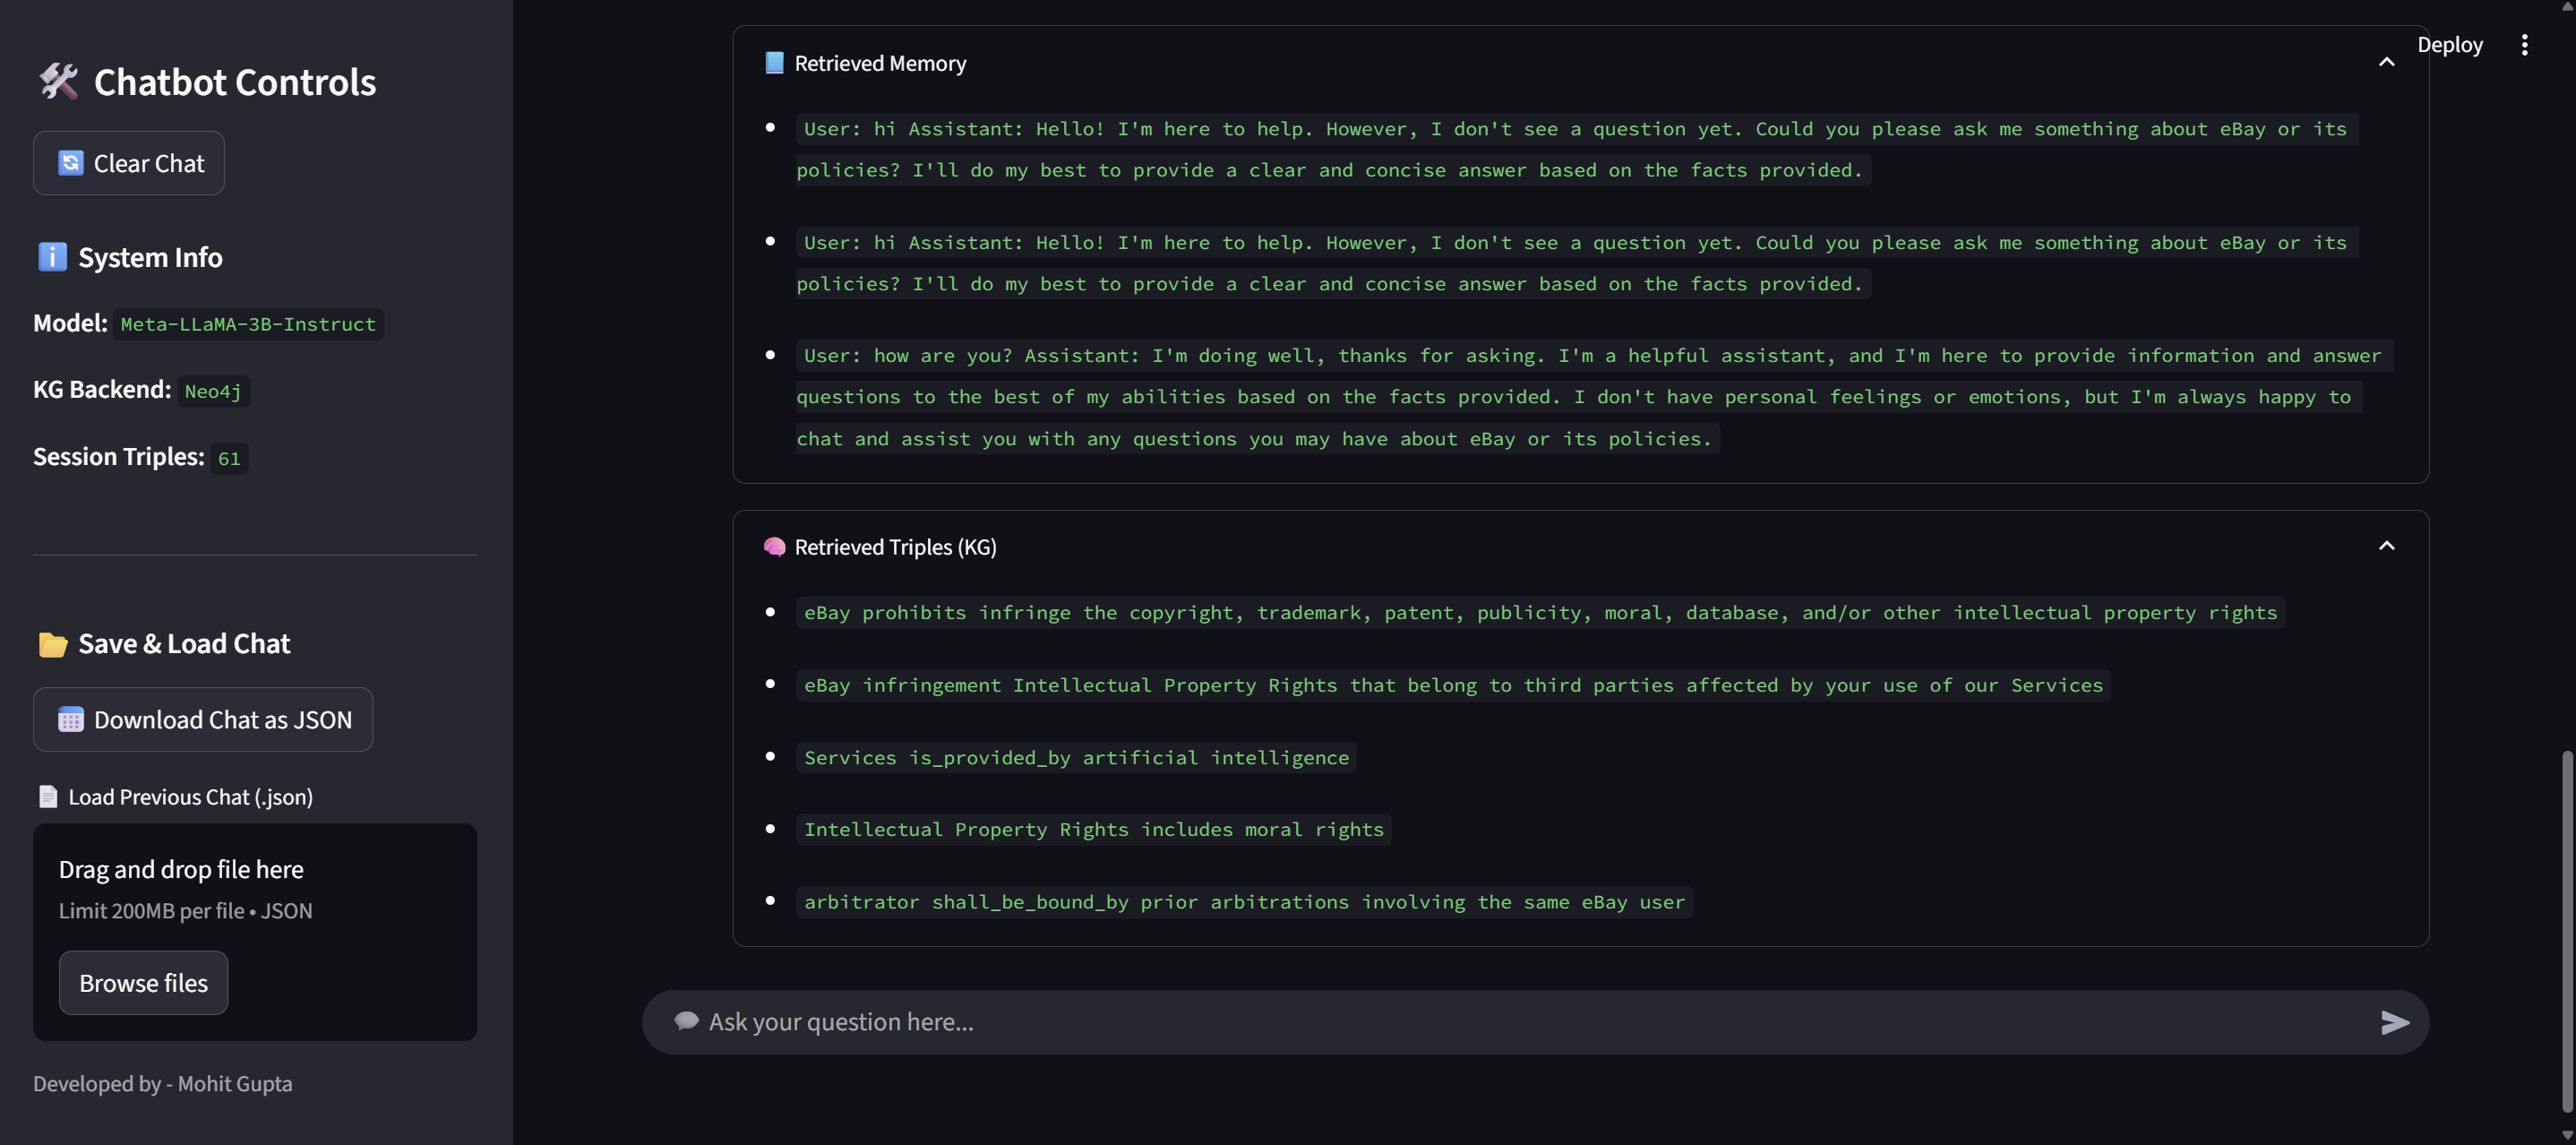 Chatbot Controls
Clear Chat
System Info
Model: Meta-LLaMA-3B-Instruct
KG Backend: Neo4j
Session Triples: 61
Save & Load Chat
Download Chat as JSON
Load Previous Chat (.json)
Drag and drop file here
Limit 200MB per file • JSON
Browse files
Developed by - Mohit Gupta
Deploy
Retrieved Memory
User: hi Assistant: Hello! I'm here to help. However, I don't see a question yet. Could you please ask me something about eBay or its
policies? I'll do my best to provide a clear and concise answer based on the facts provided.
User: hi Assistant: Hello! I'm here to help. However, I don't see a question yet. Could you please ask me something about eBay or its
policies? I'll do my best to provide a clear and concise answer based on the facts provided.
User: how are you? Assistant: I'm doing well, thanks for asking. I'm a helpful assistant, and I'm here to provide information and answer
questions to the best of my abilities based on the facts provided. I don't have personal feelings or emotions, but I'm always happy to
chat and assist you with any questions you may have about eBay or its policies.
Retrieved Triples (KG)
eBay prohibits infringe the copyright, trademark, patent, publicity, moral, database, and/or other intellectual property rights
eBay infringement Intellectual Property Rights that belong to third parties affected by your use of our Services
Services is_provided_by artificial intelligence
Intellectual Property Rights includes moral rights
arbitrator shall_be_bound_by prior arbitrations involving the same eBay user
Ask your question here...